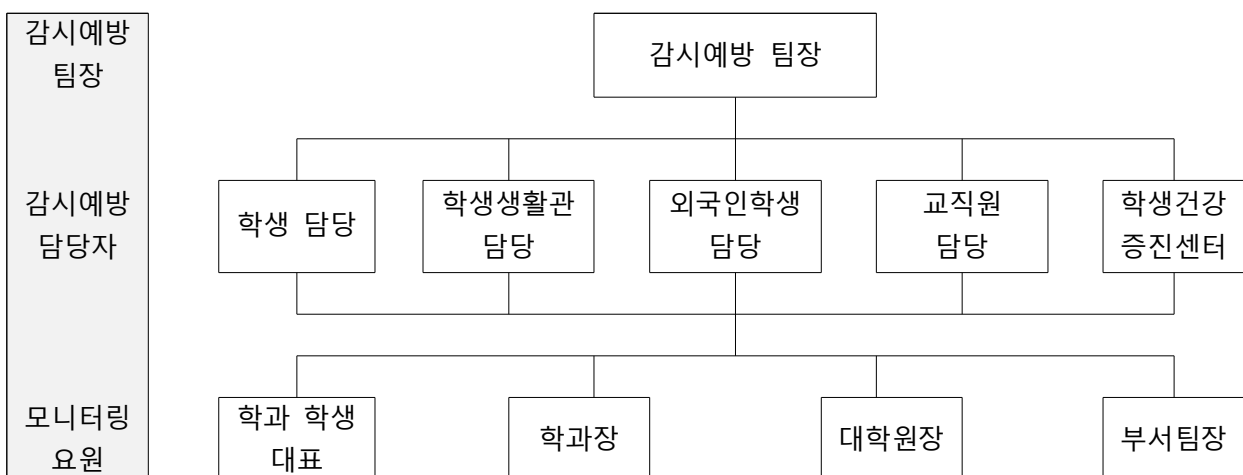 감시예방
팀장
감시예방 팀장
감시예방
담당자
학생 담당
학생생활관
담당
외국인학생
담당
교직원
담당
학생건강
증진센터
모니터링
요원
학과 학생
대표
학과장
대학원장
부서팀장